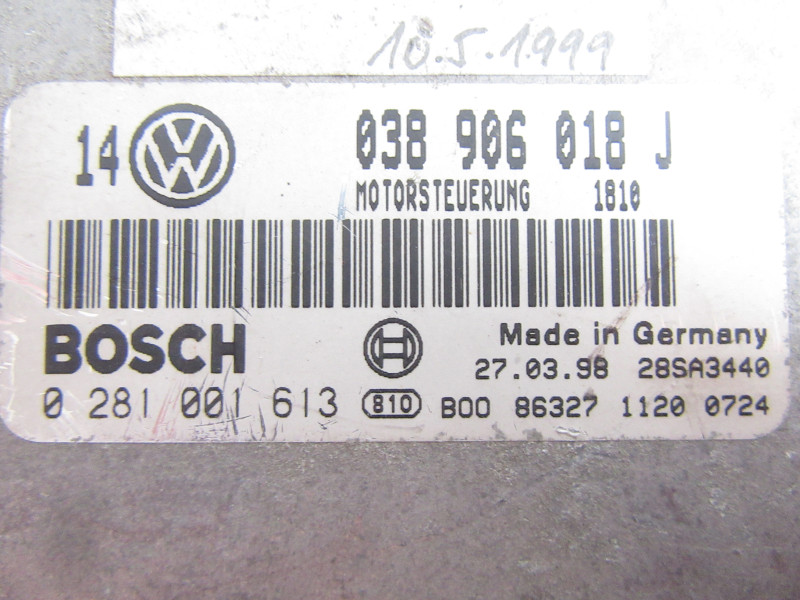 10.5.1999
14 VW 038 906 018 J
MOTORSTEUERUNG 1810
BOSCH Made in Germany
27.03.98 28SA3440
0 281 001 613 810 B00 86327 1120 0724